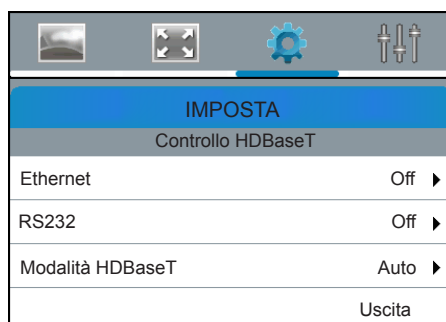 IMPOSTA
Controllo HDBaseT
Ethernet Off
RS232 Off
Modalità HDBaseT Auto
Uscita